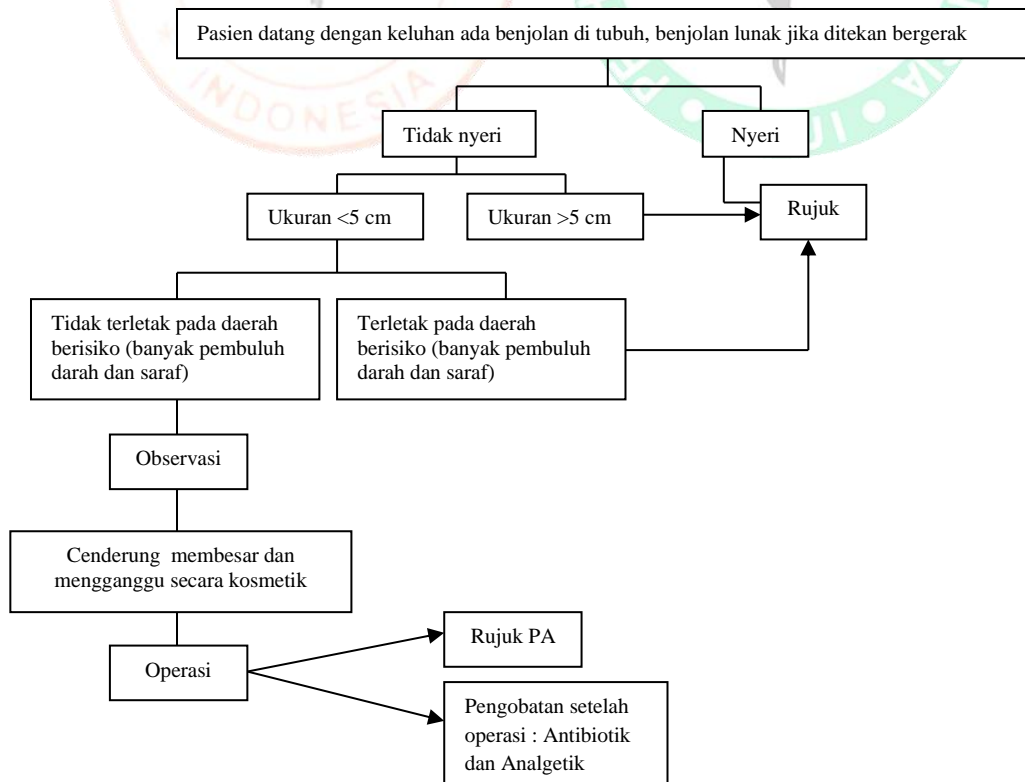 INDONESIA
Pasien datang dengan keluhan ada benjolan di tubuh, benjolan lunak jika ditekan bergerak
Tidak nyeri
Nyeri
Ukuran <5 cm
Ukuran >5 cm
Rujuk
Tidak terletak pada daerah
berisiko (banyak pembuluh
darah dan saraf)
Terletak pada daerah
berisiko (banyak pembuluh
darah dan saraf)
Observasi
Cenderung membesar dan
mengganggu secara kosmetik
Operasi
Rujuk PA
Pengobatan setelah
operasi : Antibiotik
dan Analgetik